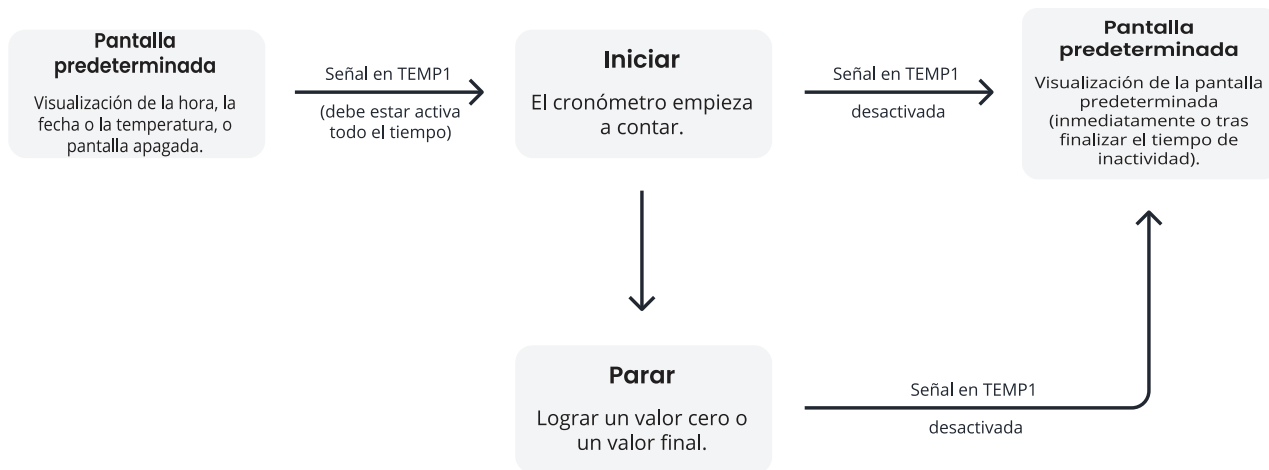 Pantalla
predeterminada
Visualización de la hora, la
fecha o la temperatura, o
pantalla apagada.
Señal en TEMP1
(debe estar activa
todo el tiempo)
Iniciar
El cronómetro empieza
a contar.
Señal en TEMP1
desactivada
Pantalla
predeterminada
Visualización de la pantalla
predeterminada
(inmediatamente o tras
finalizar el tiempo de
inactividad).
Parar
Lograr un valor cero o
un valor final.
Señal en TEMP1
desactivada